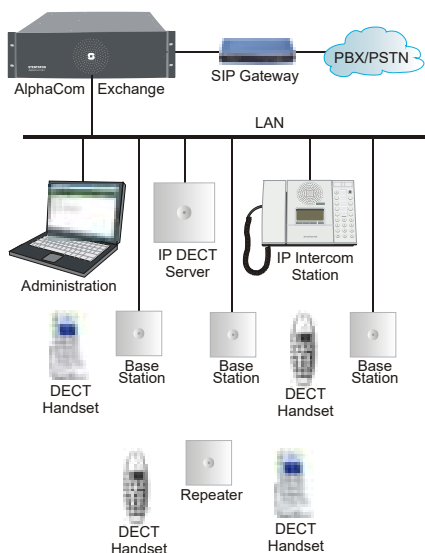 PBX/PSTN
SIP Gateway
AlphaCom Exchange
LAN
IP DECT
Server
IP Intercom
Station
Administration
Base
Station
Base
Station
Base
Station
DECT
Handset
DECT
Handset
Repeater
DECT
Handset
DECT
Handset